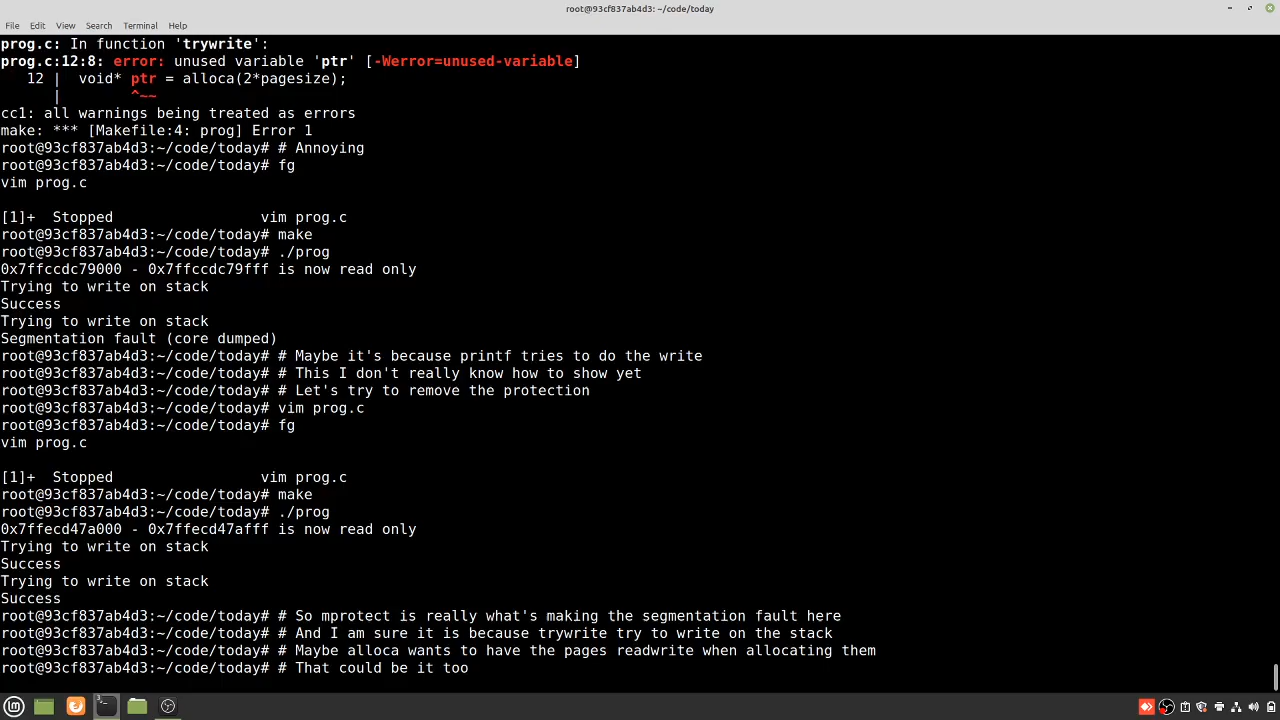 root@93cf837ab4d3: ~/code/today
File Edit View Search Terminal Help
prog.c: In function 'trywrite':
prog.c:12:8: error: unused variable 'ptr' [-Werror=unused-variable]
   12 |  void* ptr = alloca(2*pagesize);
      |        ^~~
cc1: all warnings being treated as errors
make: *** [Makefile:4: prog] Error 1
root@93cf837ab4d3:~/code/today# # Annoying
root@93cf837ab4d3:~/code/today# fg
vim prog.c
[1]+  Stopped                 vim prog.c
root@93cf837ab4d3:~/code/today# make
root@93cf837ab4d3:~/code/today# ./prog
0x7ffccdc79000 - 0x7ffccdc79fff is now read only
Trying to write on stack
Success
Trying to write on stack
Segmentation fault (core dumped)
root@93cf837ab4d3:~/code/today# # Maybe it's because printf tries to do the write
root@93cf837ab4d3:~/code/today# # This I don't really know how to show yet
root@93cf837ab4d3:~/code/today# # Let's try to remove the protection
root@93cf837ab4d3:~/code/today# vim prog.c
root@93cf837ab4d3:~/code/today# fg
vim prog.c
[1]+  Stopped                 vim prog.c
root@93cf837ab4d3:~/code/today# make
root@93cf837ab4d3:~/code/today# ./prog
0x7ffecd47a000 - 0x7ffecd47afff is now read only
Trying to write on stack
Success
Trying to write on stack
Success
root@93cf837ab4d3:~/code/today# # So mprotect is really what's making the segmentation fault here
root@93cf837ab4d3:~/code/today# # And I am sure it is because trywrite try to write on the stack
root@93cf837ab4d3:~/code/today# # Maybe alloca wants to have the pages readwrite when allocating them
root@93cf837ab4d3:~/code/today# # That could be it too